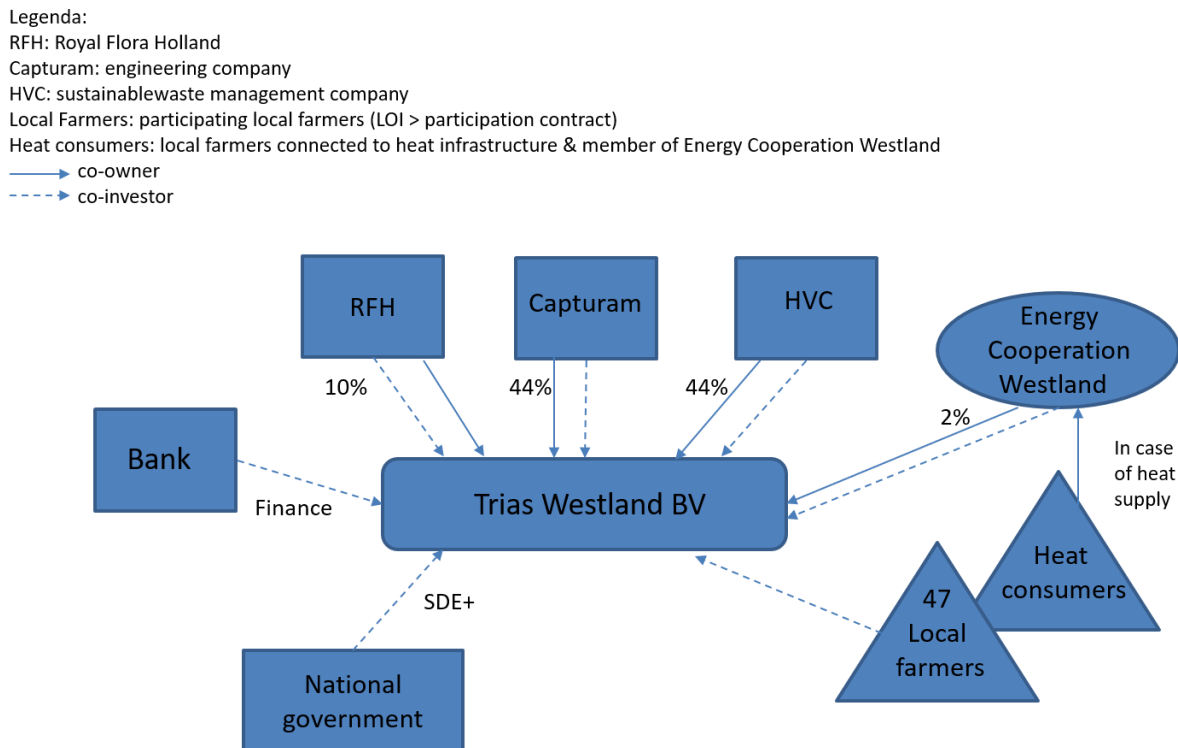 Legenda:
RFH: Royal Flora Holland
Capturam: engineering company
HVC: sustainablewaste management company
Local Farmers: participating local farmers (LOI > participation contract)
Heat consumers: local farmers connected to heat infrastructure & member of Energy Cooperation Westland
co-owner
co-investor
RFH
Capturam
HVC
Energy
Cooperation
Westland
10%
44%
44%
2%
Bank
Finance
Trias Westland BV
In case
of heat
supply
Heat
consumers
47
Local
farmers
SDE+
National
government